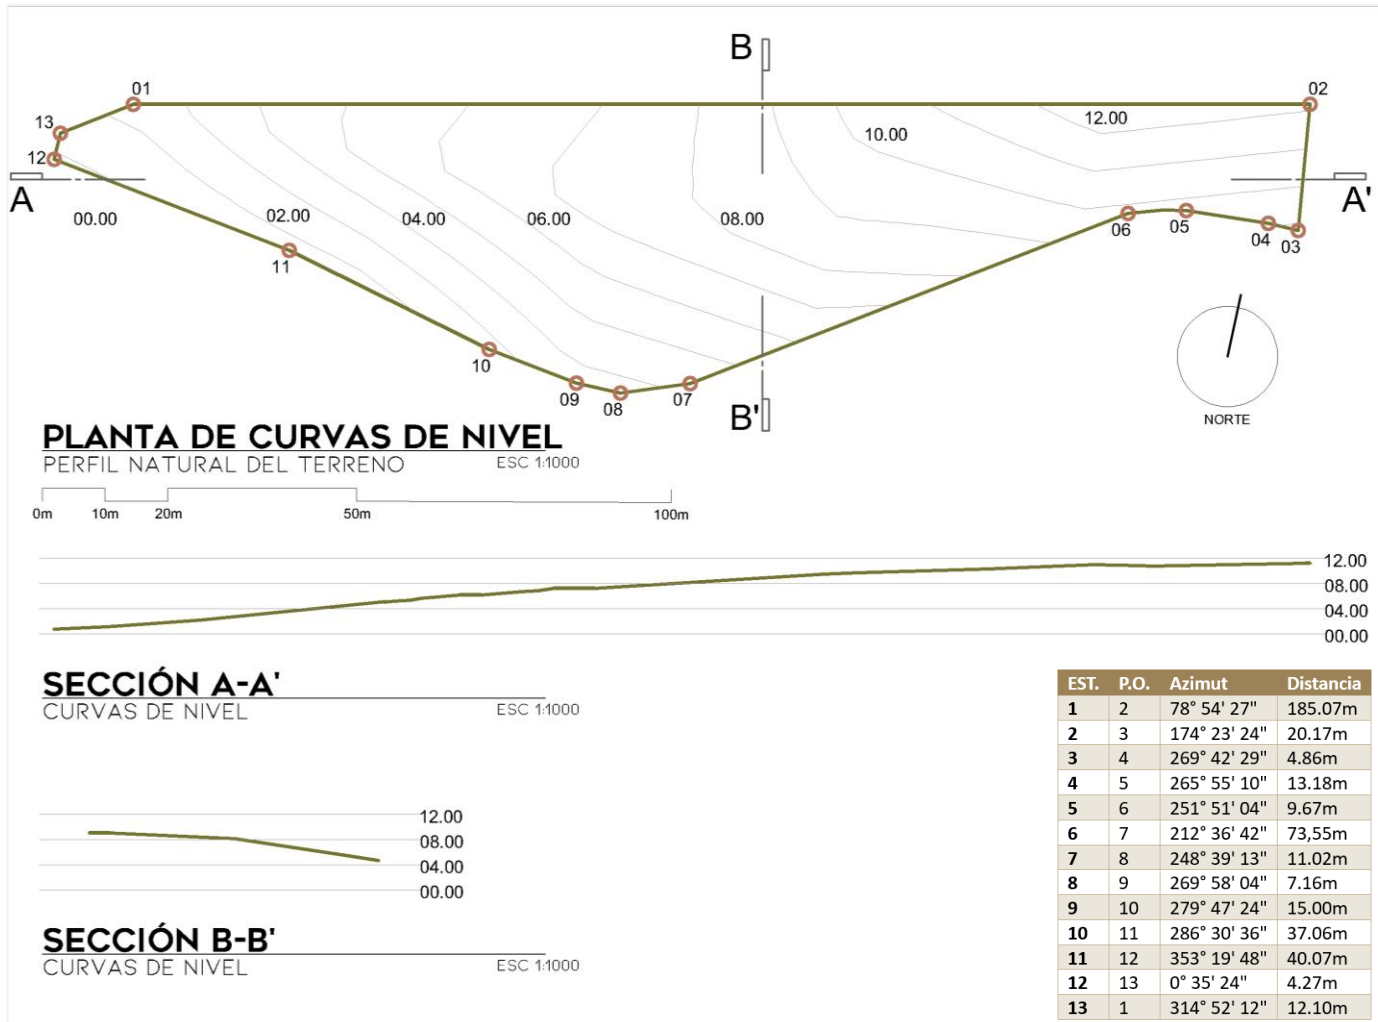 B
01
02
13
12.00
10.00
12
A
A'
00.00
02.00
04.00
06.00
08.00
06
05
04
03
11
10
09
08
07
B'
NORTE
PLANTA DE CURVAS DE NIVEL
PERFIL NATURAL DEL TERRENO ESC 1:1000
0m 10m 20m 50m 100m
12.00
08.00
04.00
00.00
SECCIÓN A-A'
CURVAS DE NIVEL ESC 1:1000
12.00
08.00
04.00
00.00
SECCIÓN B-B'
CURVAS DE NIVEL ESC 1:1000
EST. P.O. Azimut Distancia
1 2 78° 54' 27" 185.07m
2 3 174° 23' 24" 20.17m
3 4 269° 42' 29" 4.86m
4 5 265° 55' 10" 13.18m
5 6 251° 51' 04" 9.67m
6 7 212° 36' 42" 73,55m
7 8 248° 39' 13" 11.02m
8 9 269° 58' 04" 7.16m
9 10 279° 47' 24" 15.00m
10 11 286° 30' 36" 37.06m
11 12 353° 19' 48" 40.07m
12 13 0° 35' 24" 4.27m
13 1 314° 52' 12" 12.10m